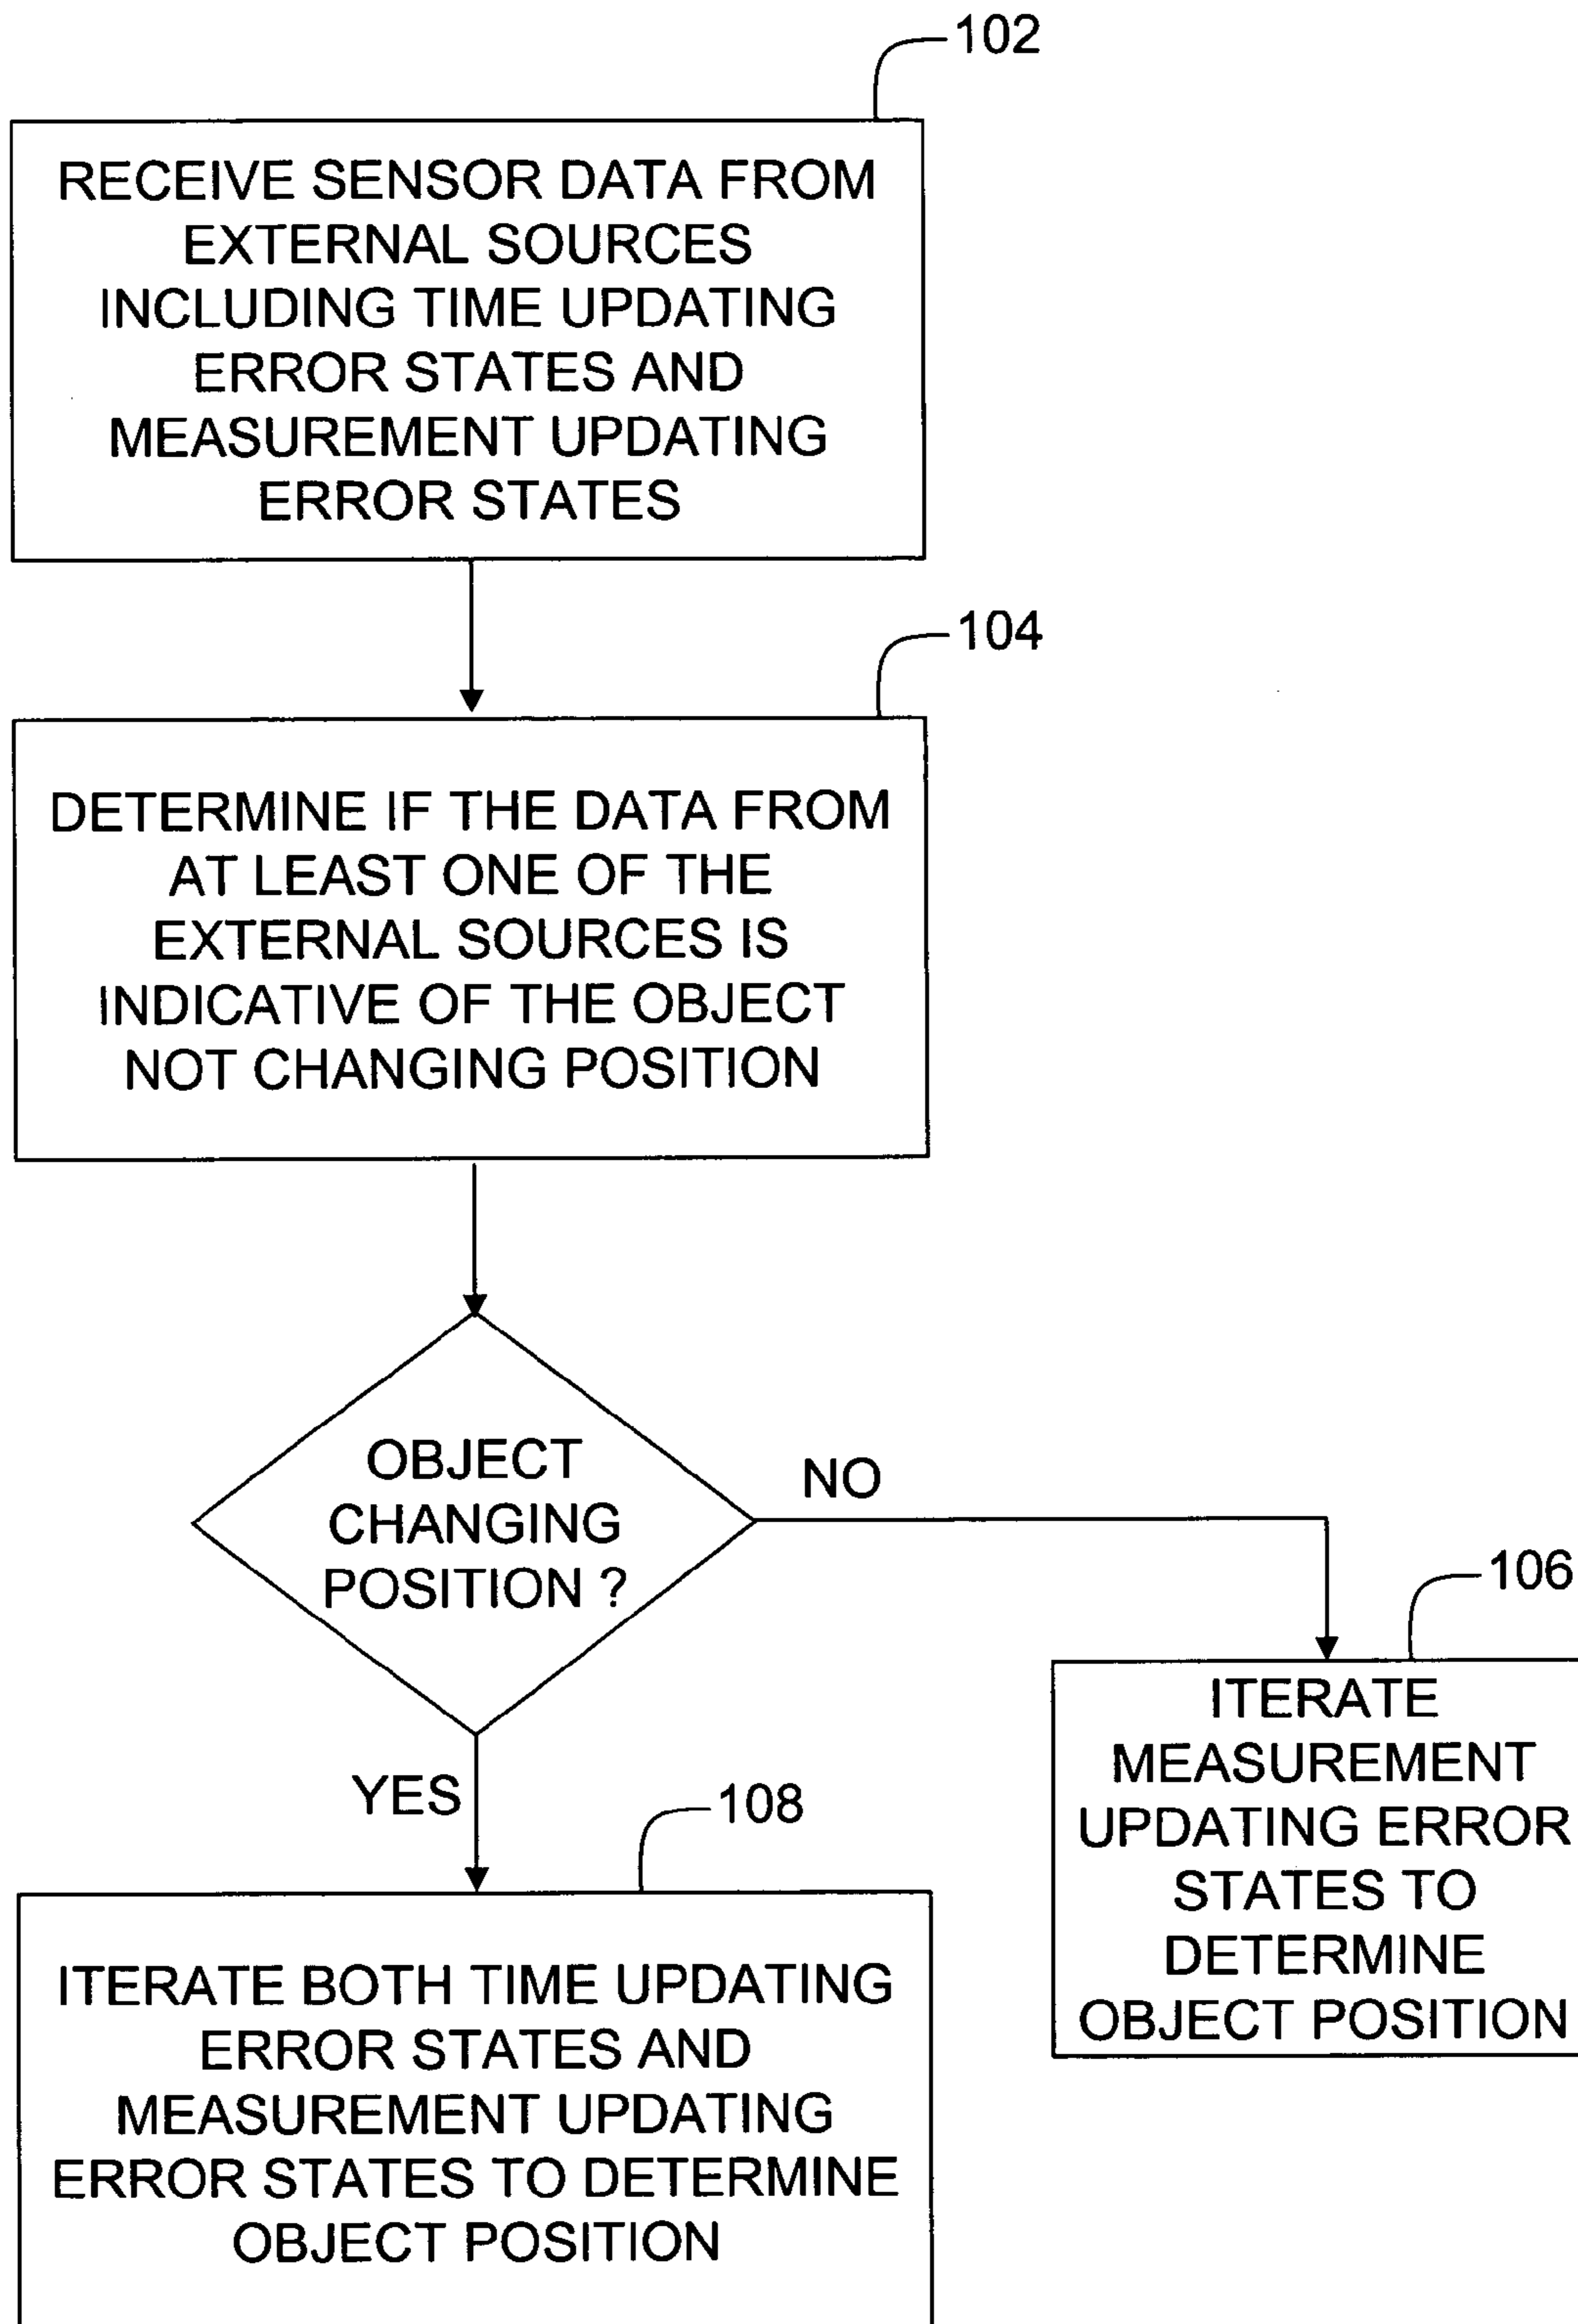 102
RECEIVE SENSOR DATA FROM
EXTERNAL SOURCES
INCLUDING TIME UPDATING
ERROR STATES AND
MEASUREMENT UPDATING
ERROR STATES
104
DETERMINE IF THE DATA FROM
AT LEAST ONE OF THE
EXTERNAL SOURCES IS
INDICATIVE OF THE OBJECT
NOT CHANGING POSITION
OBJECT
CHANGING
POSITION ?
NO
106
ITERATE
MEASUREMENT
UPDATING ERROR
STATES TO
DETERMINE
OBJECT POSITION
YES
108
ITERATE BOTH TIME UPDATING
ERROR STATES AND
MEASUREMENT UPDATING
ERROR STATES TO DETERMINE
OBJECT POSITION